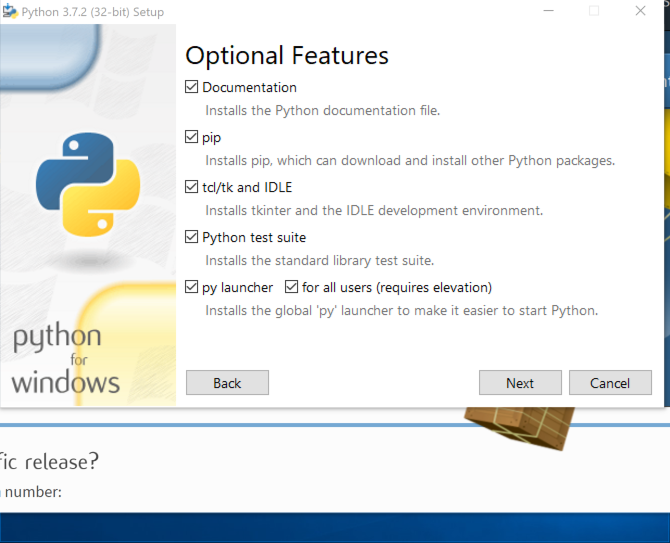 Python 3.7.2 (32-bit) Setup
Optional Features
Documentation
Installs the Python documentation file.
pip
Installs pip, which can download and install other Python packages.
tcl/tk and IDLE
Installs tkinter and the IDLE development environment.
Python test suite
Installs the standard library test suite.
py launcher for all users (requires elevation)
Installs the global 'py' launcher to make it easier to start Python.
python
for
windows
Back Next Cancel
release?
number: